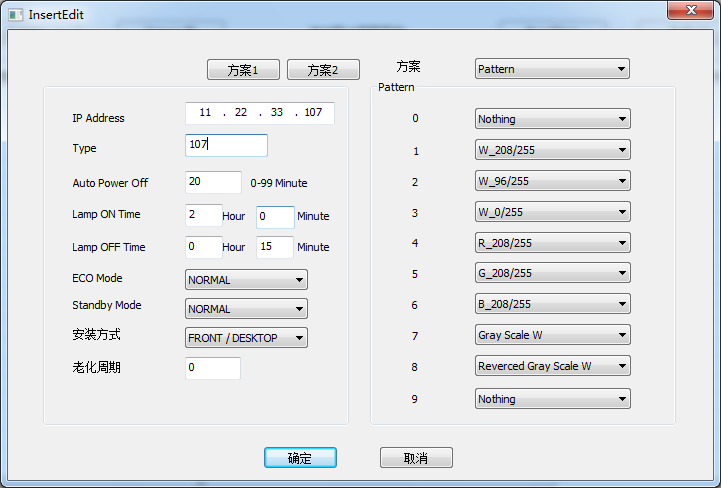 InsertEdit
方案1 方案2 方案 Pattern
IP Address 11 . 22 . 33 . 107
Type 107
Auto Power Off 20 0-99 Minute
Lamp ON Time 2 Hour 0 Minute
Lamp OFF Time 0 Hour 15 Minute
ECO Mode NORMAL
Standby Mode NORMAL
安装方式 FRONT / DESKTOP
老化周期 0
Pattern
0 Nothing
1 W_208/255
2 W_96/255
3 W_0/255
4 R_208/255
5 G_208/255
6 B_208/255
7 Gray Scale W
8 Reverced Gray Scale W
9 Nothing
确定 取消